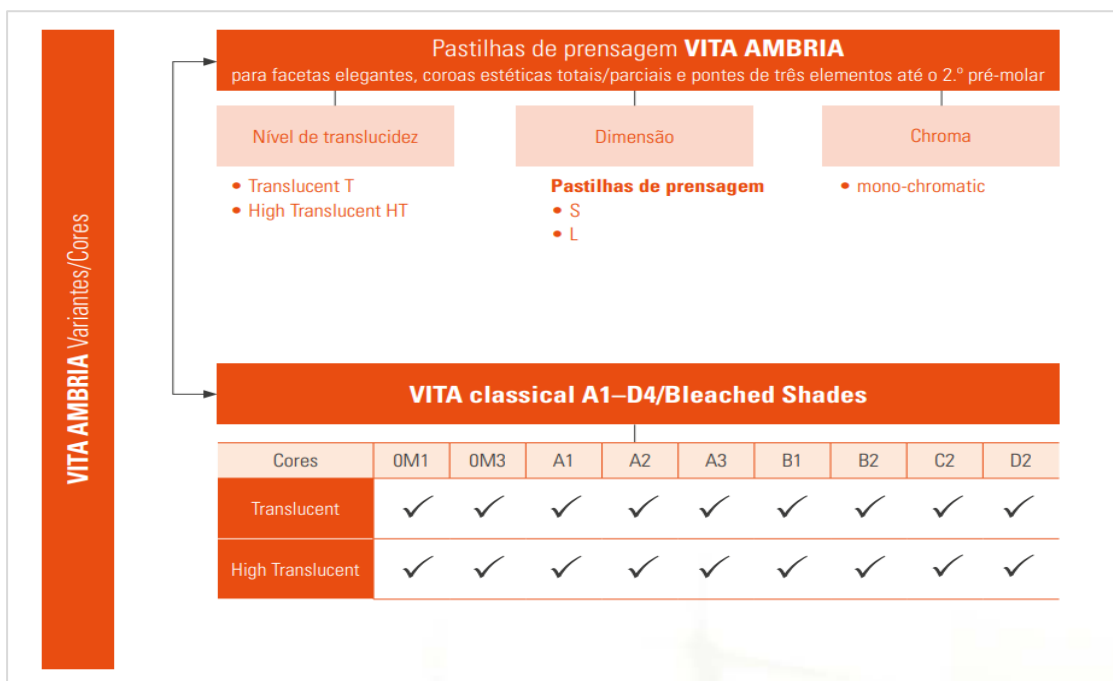 VITA AMBRIA Variantes/Cores
Pastilhas de prensagem VITA AMBRIA
para facetas elegantes, coroas estéticas totais/parciais e pontes de três elementos até o 2.º pré-molar
Nível de translucidez
• Translucent T
• High Translucent HT
Dimensão
Pastilhas de prensagem
• S
• L
Chroma
• mono-chromatic
VITA classical A1–D4/Bleached Shades
Cores 0M1 0M3 A1 A2 A3 B1 B2 C2 D2
Translucent ✓ ✓ ✓ ✓ ✓ ✓ ✓ ✓ ✓
High Translucent ✓ ✓ ✓ ✓ ✓ ✓ ✓ ✓ ✓